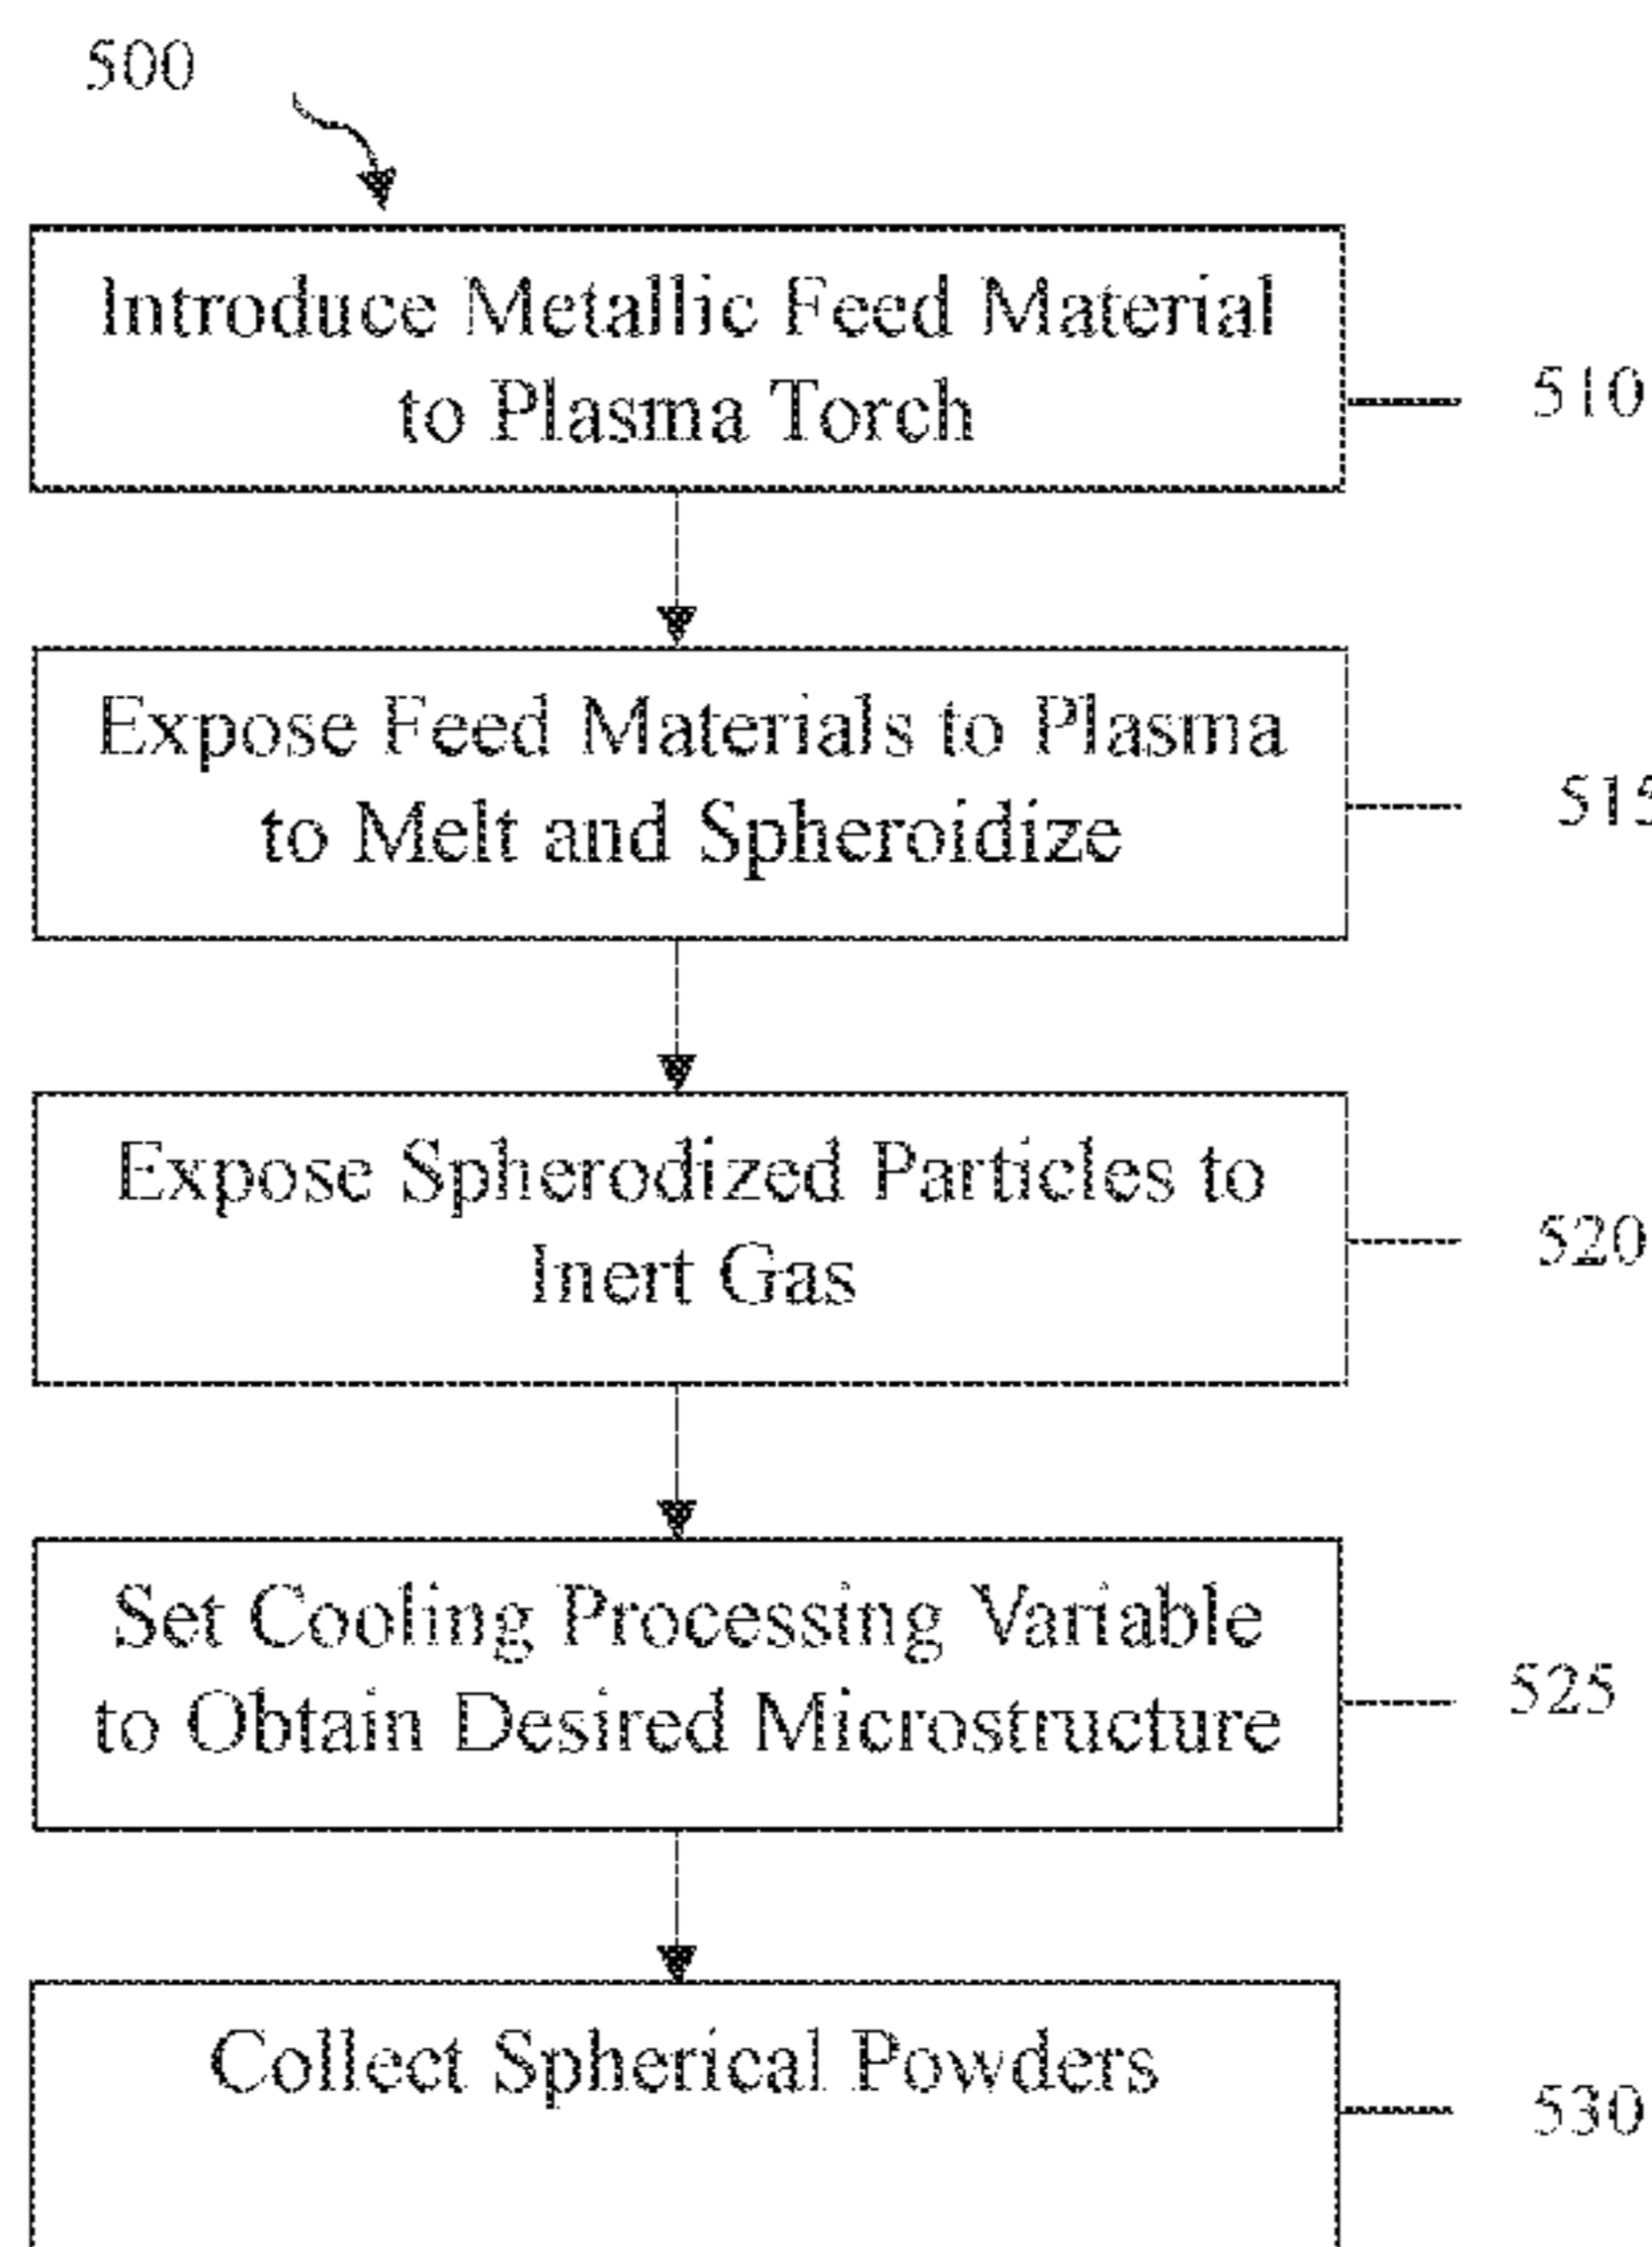 500
Introduce Metallic Feed Material
to Plasma Torch
510
Expose Feed Materials to Plasma
to Melt and Spheroidize
515
Expose Spherodized Particles to
Inert Gas
520
Set Cooling Processing Variable
to Obtain Desired Microstructure
525
Collect Spherical Powders
530